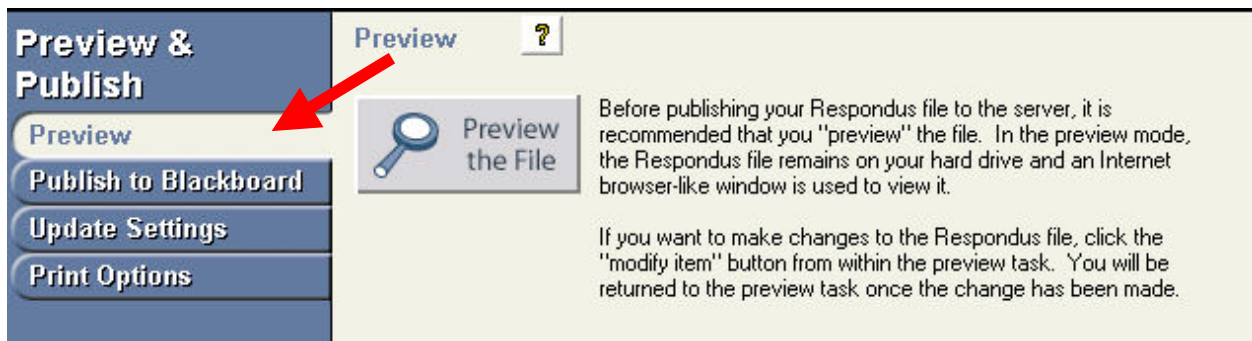 Preview &
Publish
Preview
Publish to Blackboard
Update Settings
Print Options
Preview ?
Preview
the File
Before publishing your Respondus file to the server, it is
recommended that you "preview" the file. In the preview mode,
the Respondus file remains on your hard drive and an Internet
browser-like window is used to view it.
If you want to make changes to the Respondus file, click the
"modify item" button from within the preview task. You will be
returned to the preview task once the change has been made.